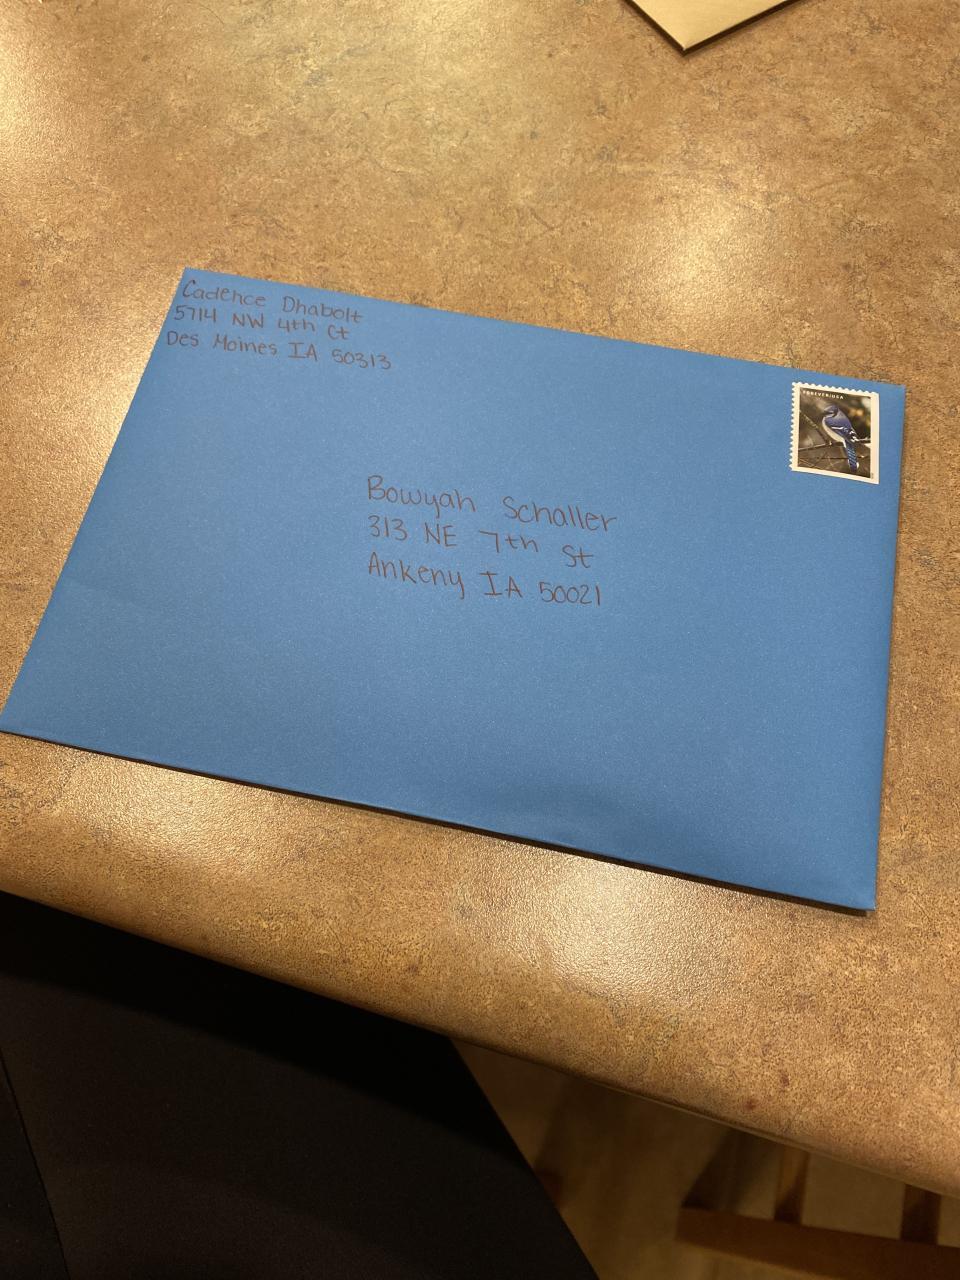 Cadence Dhabolt
5714 NW 4th Ct
Des Moines IA 50313
FOREVER/USA
Bowyah Schaller
313 NE 7th St
Ankeny IA 50021